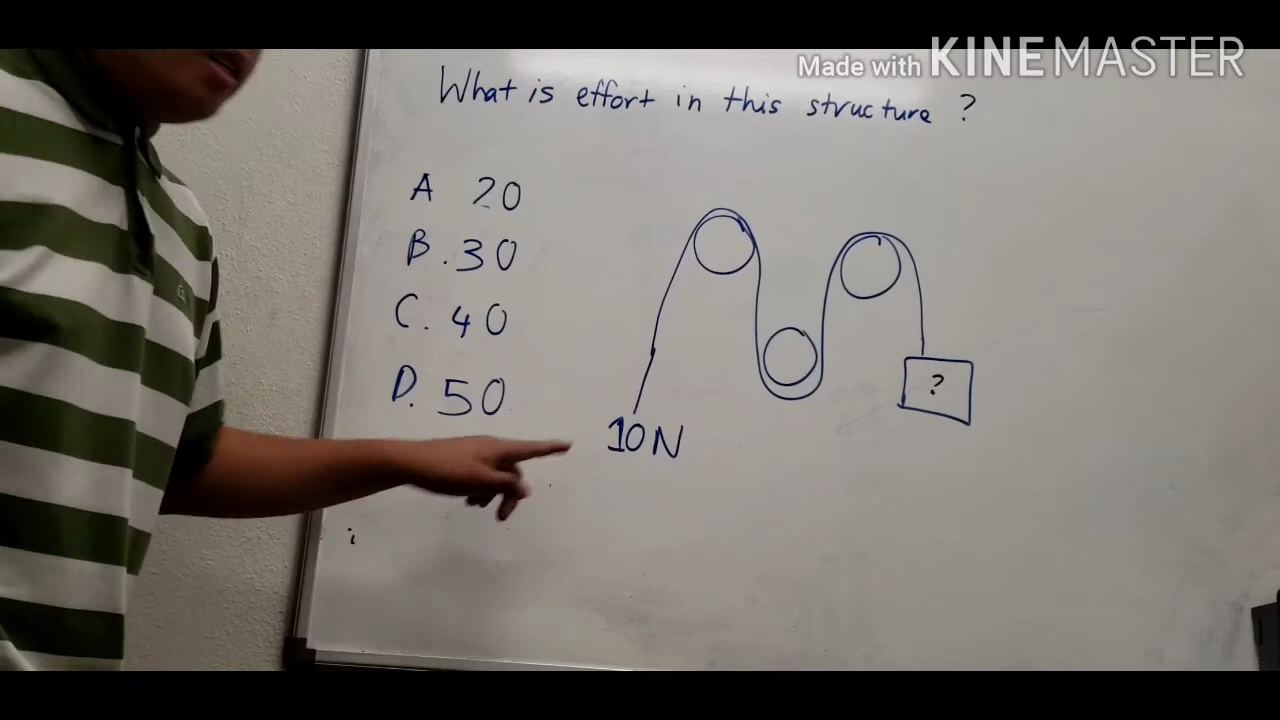 Made with KINEMASTER
What is effort in this structure ?
A 20
B. 30
C. 40
D. 50
?
10N
i